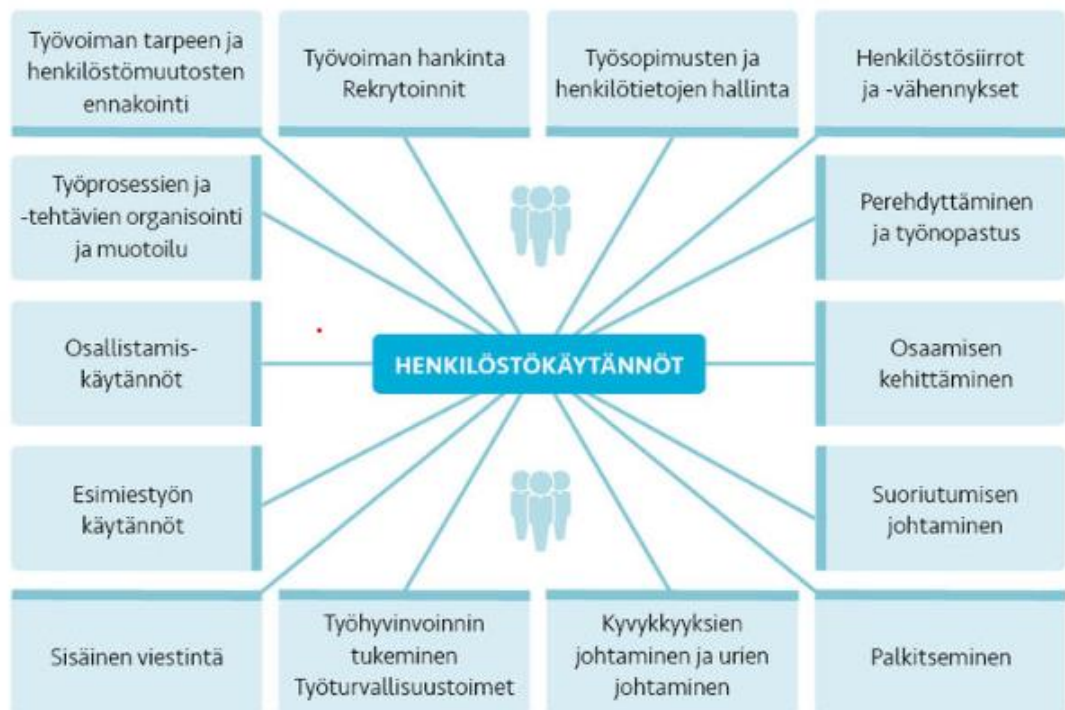 Työvoiman tarpeen ja
henkilöstömuutosten
ennakointi
Työvoiman hankinta
Rekrytoinnit
Työsopimusten ja
henkilötietojen hallinta
Henkilöstösiirrot
ja -vähennykset
Työprosessien ja
-tehtävien organisointi
ja muotoilu
Perehdyttäminen
ja työnopastus
Osallistamis-
käytännöt
HENKILÖSTÖKÄYTÄNNÖT
Osaamisen
kehittäminen
Esimiestyön
käytännöt
Suoriutumisen
johtaminen
Sisäinen viestintä
Työhyvinvoinnin
tukeminen
Työturvallisuustoimet
Kyvykkyyksien
johtaminen ja urien
johtaminen
Palkitseminen